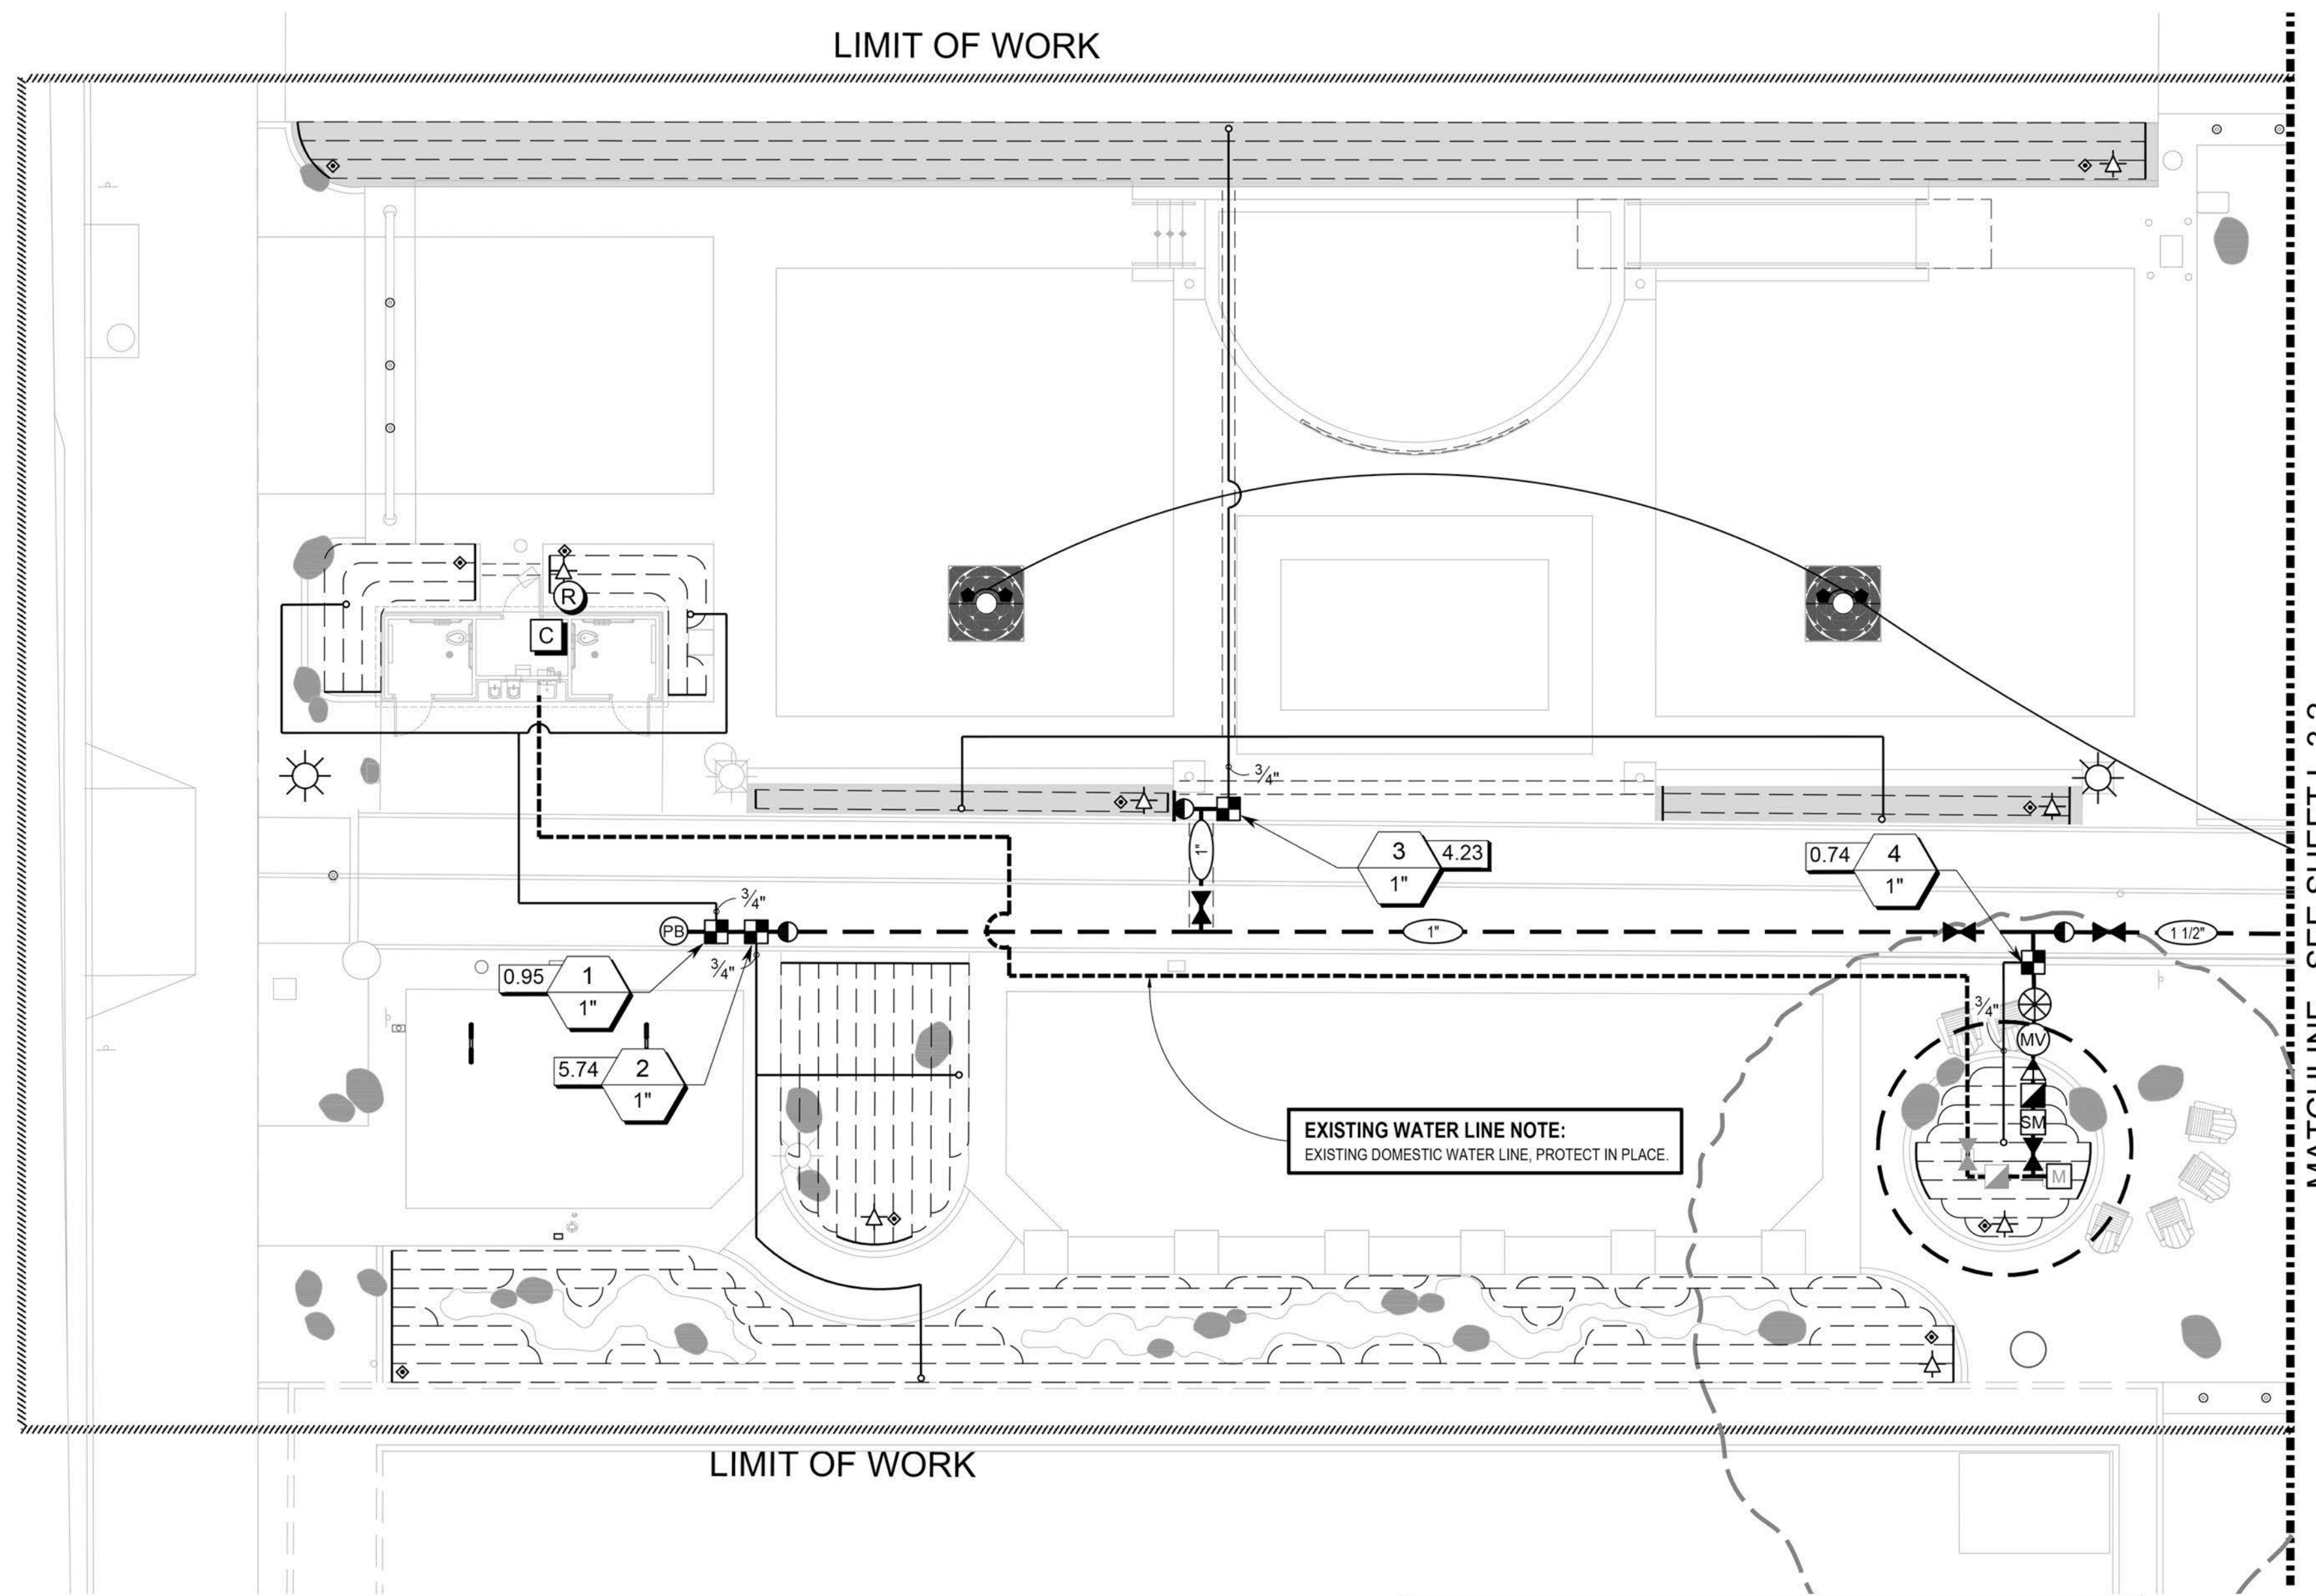 LIMIT OF WORK
R
C
3/4"
1"
3
4.23
1"
0.74
4
1"
3/4"
PB
1"
1 1/2"
3/4"
0.95
1
1"
3/4"
MV
5.74
2
1"
EXISTING WATER LINE NOTE:
EXISTING DOMESTIC WATER LINE, PROTECT IN PLACE.
SM
M
LIMIT OF WORK